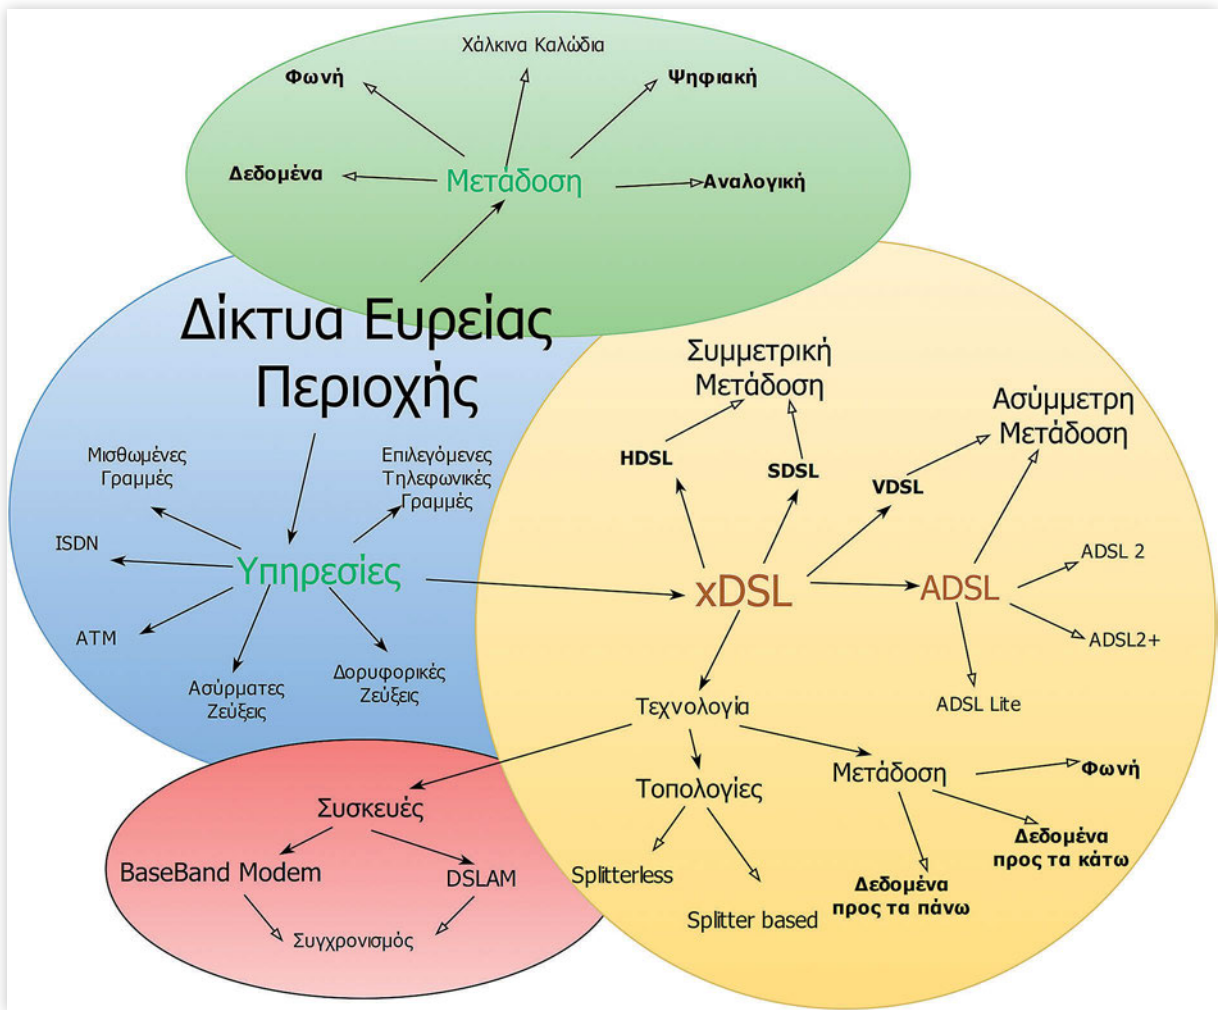 Χάλκινα Καλώδια
Φωνή
Ψηφιακή
Δεδομένα
Μετάδοση
Αναλογική
Δίκτυα Ευρείας
Περιοχής
Μισθωμένες
Γραμμές
Επιλεγόμενες
Τηλεφωνικές
Γραμμές
ISDN
Υπηρεσίες
ATM
Ασύρματες
Ζεύξεις
Δορυφορικές
Ζεύξεις
Συμμετρική
Μετάδοση
Ασύμμετρη
Μετάδοση
HDSL
SDSL
VDSL
xDSL
ADSL
ADSL 2
ADSL2+
ADSL Lite
Τεχνολογία
Τοπολογίες
Μετάδοση
Φωνή
Δεδομένα
προς τα κάτω
Δεδομένα
προς τα πάνω
Splitterless
Splitter based
Συσκευές
BaseBand Modem
DSLAM
Συγχρονισμός